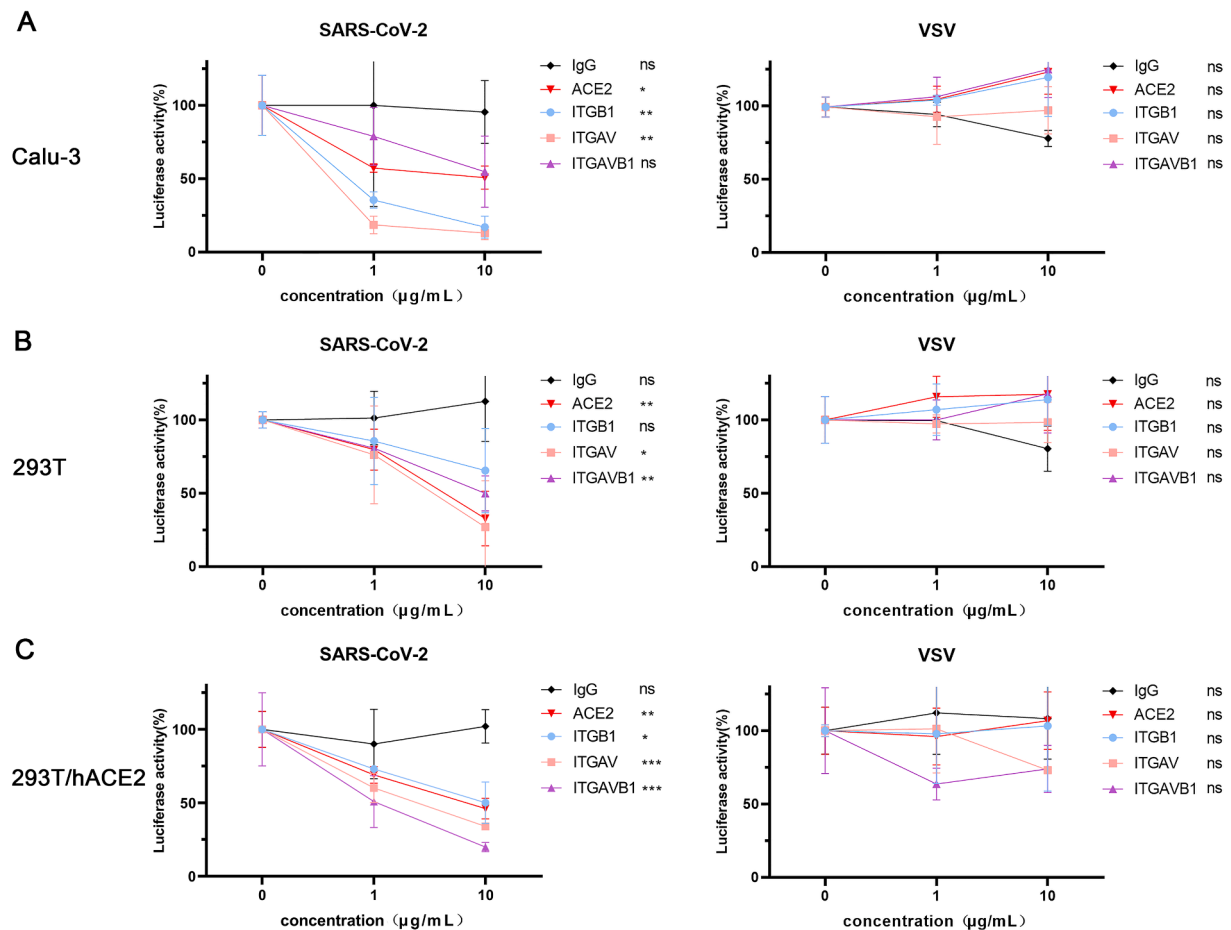 A
SARS-CoV-2
VSV
Calu-3
Luciferase activity(%)
100
50
0
0 1 10
concentration（μg/mL）
IgG ns
ACE2 *
ITGB1 **
ITGAV **
ITGAVB1 ns
Luciferase activity(%)
100
50
0
0 1 10
concentration（μg/mL）
IgG ns
ACE2 ns
ITGB1 ns
ITGAV ns
ITGAVB1 ns
B
SARS-CoV-2
VSV
293T
Luciferase activity(%)
100
50
0
0 1 10
concentration（μg/mL）
IgG ns
ACE2 **
ITGB1 ns
ITGAV *
ITGAVB1 **
Luciferase activity(%)
100
50
0
0 1 10
concentration（μg/mL）
IgG ns
ACE2 ns
ITGB1 ns
ITGAV ns
ITGAVB1 ns
C
SARS-CoV-2
VSV
293T/hACE2
Luciferase activity(%)
100
50
0
0 1 10
concentration（μg/mL）
IgG ns
ACE2 **
ITGB1 *
ITGAV ***
ITGAVB1 ***
Luciferase activity(%)
100
50
0
0 1 10
concentration（μg/mL）
IgG ns
ACE2 ns
ITGB1 ns
ITGAV ns
ITGAVB1 ns